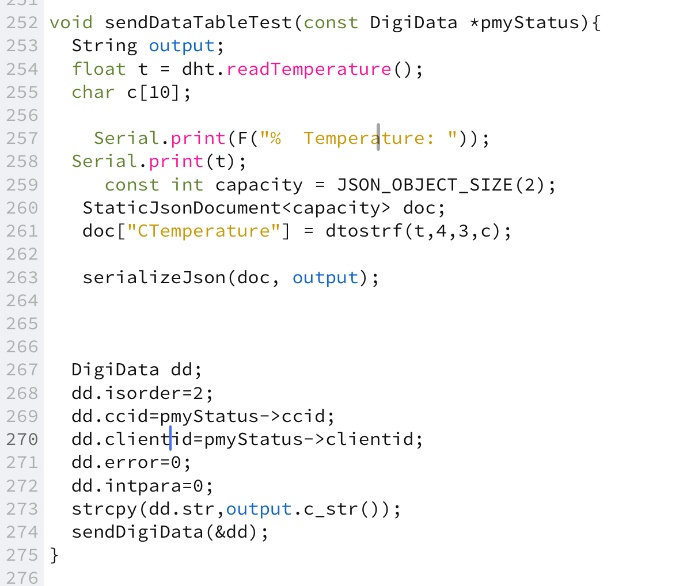 251
252 void sendDataTableTest(const DigiData *pmyStatus){
253   String output;
254   float t = dht.readTemperature();
255   char c[10];
256
257     Serial.print(F("%  Temperature: "));
258   Serial.print(t);
259      const int capacity = JSON_OBJECT_SIZE(2);
260    StaticJsonDocument<capacity> doc;
261    doc["CTemperature"] = dtostrf(t,4,3,c);
262
263    serializeJson(doc, output);
264
265
266
267   DigiData dd;
268   dd.isorder=2;
269   dd.ccid=pmyStatus->ccid;
270   dd.clientid=pmyStatus->clientid;
271   dd.error=0;
272   dd.intpara=0;
273   strcpy(dd.str,output.c_str());
274   sendDigiData(&dd);
275 }
276